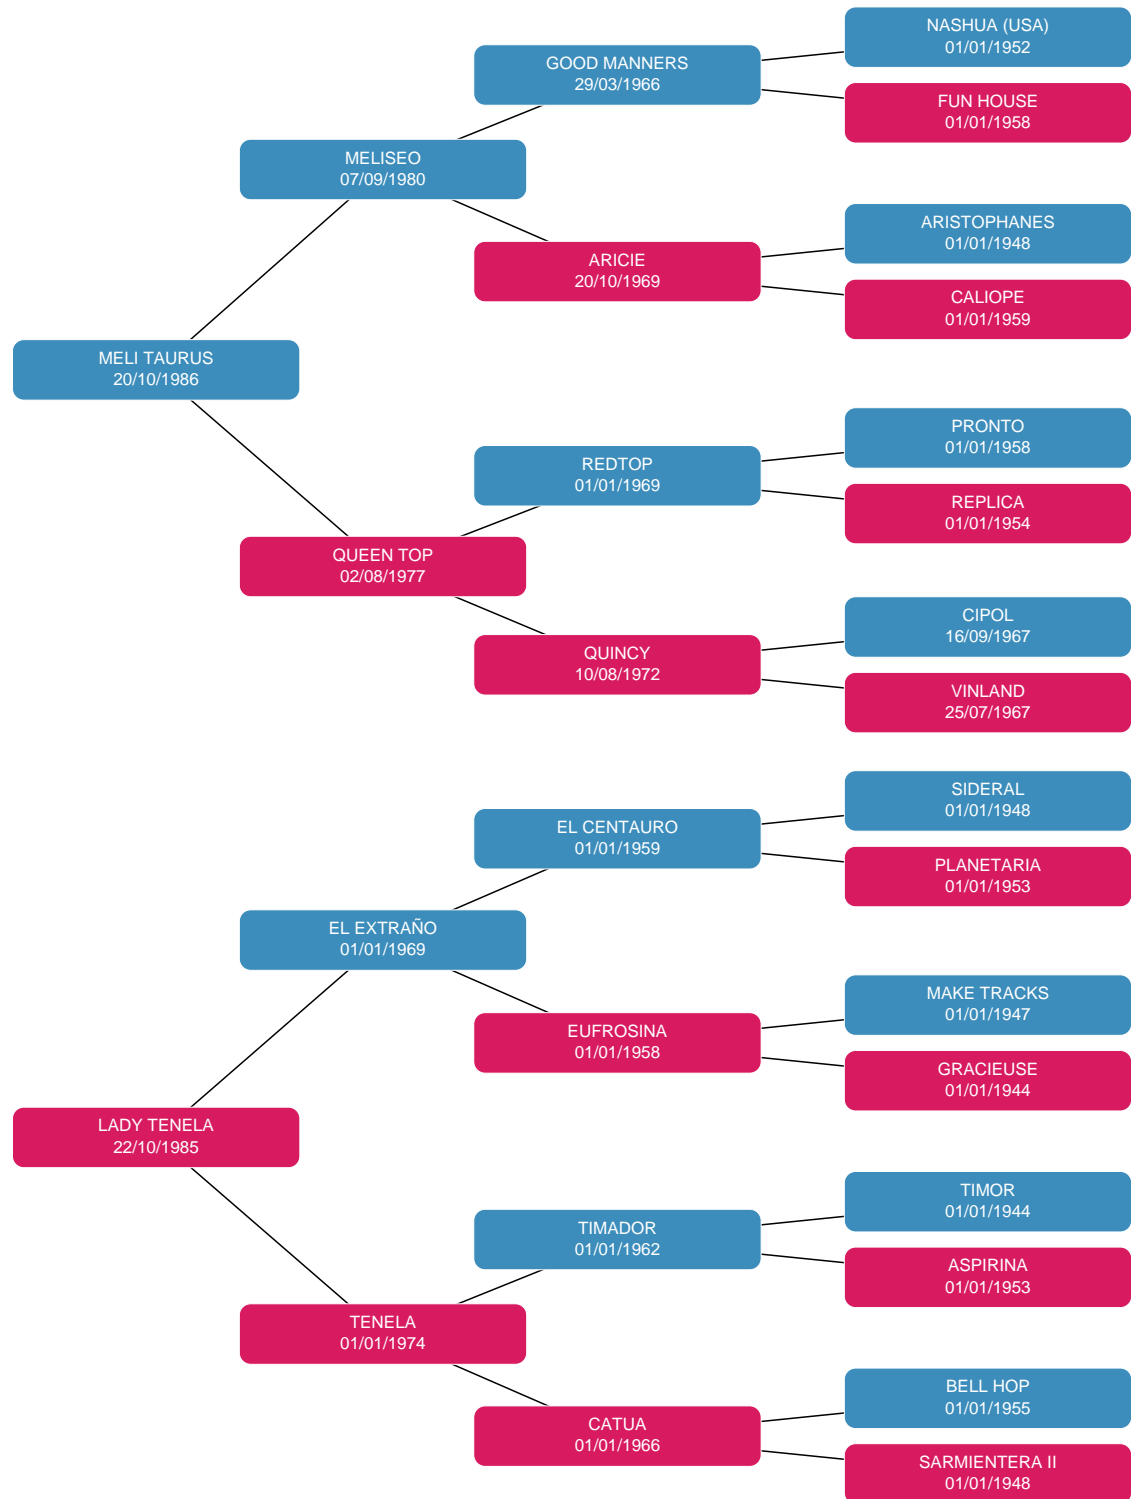 NASHUA (USA)
01/01/1952
GOOD MANNERS
29/03/1966
FUN HOUSE
01/01/1958
MELISEO
07/09/1980
ARISTOPHANES
01/01/1948
ARICIE
20/10/1969
CALIOPE
01/01/1959
MELI TAURUS
20/10/1986
PRONTO
01/01/1958
REDTOP
01/01/1969
REPLICA
01/01/1954
QUEEN TOP
02/08/1977
CIPOL
16/09/1967
QUINCY
10/08/1972
VINLAND
25/07/1967
SIDERAL
01/01/1948
EL CENTAURO
01/01/1959
PLANETARIA
01/01/1953
EL EXTRAÑO
01/01/1969
MAKE TRACKS
01/01/1947
EUFROSINA
01/01/1958
GRACIEUSE
01/01/1944
LADY TENELA
22/10/1985
TIMOR
01/01/1944
TIMADOR
01/01/1962
ASPIRINA
01/01/1953
TENELA
01/01/1974
BELL HOP
01/01/1955
CATUA
01/01/1966
SARMIENTERA II
01/01/1948